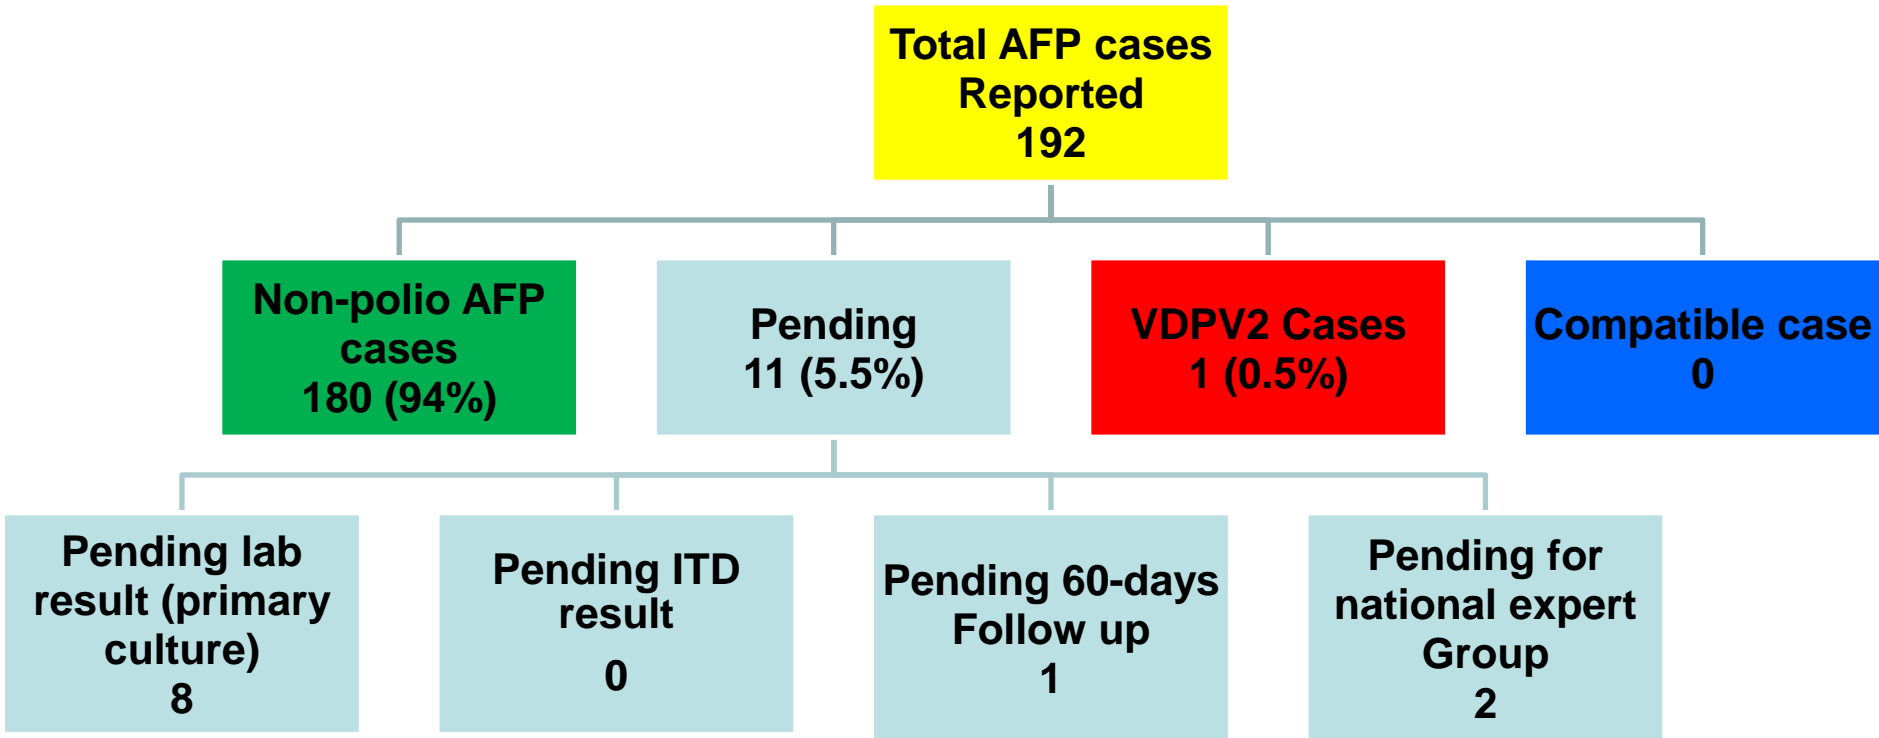 Total AFP cases
Reported
192
Non-polio AFP
cases
180 (94%)
Pending
11 (5.5%)
VDPV2 Cases
1 (0.5%)
Compatible case
0
Pending lab
result (primary
culture)
8
Pending ITD
result
0
Pending 60-days
Follow up
1
Pending for
national expert
Group
2